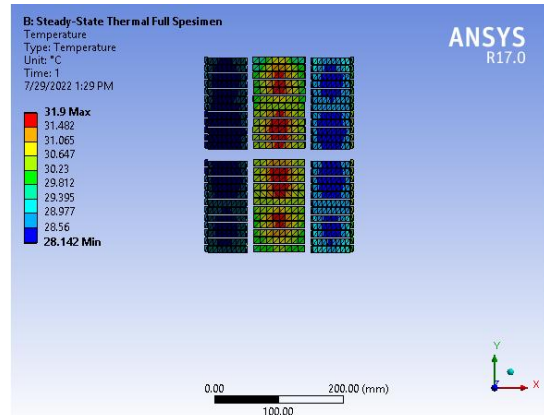 B: Steady-State Thermal Full Spesimen
Temperature
Type: Temperature
Unit: °C
Time: 1
7/29/2022 1:29 PM
ANSYS
R17.0
31.9 Max
31.482
31.065
30.647
30.23
29.812
29.395
28.977
28.56
28.142 Min
Y
X
0.00
200.00 (mm)
100.00